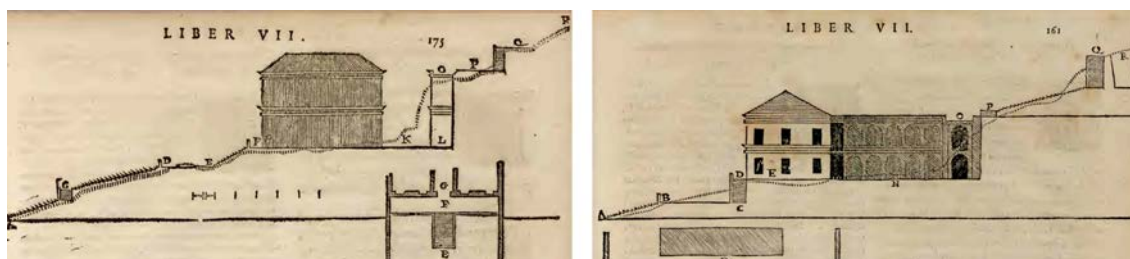 LIBER VII. 175
R
Q
O P
K L
F
D E
C
G
F
E
LIBER VII. 161
Q R
O P
D E
B N
C
A